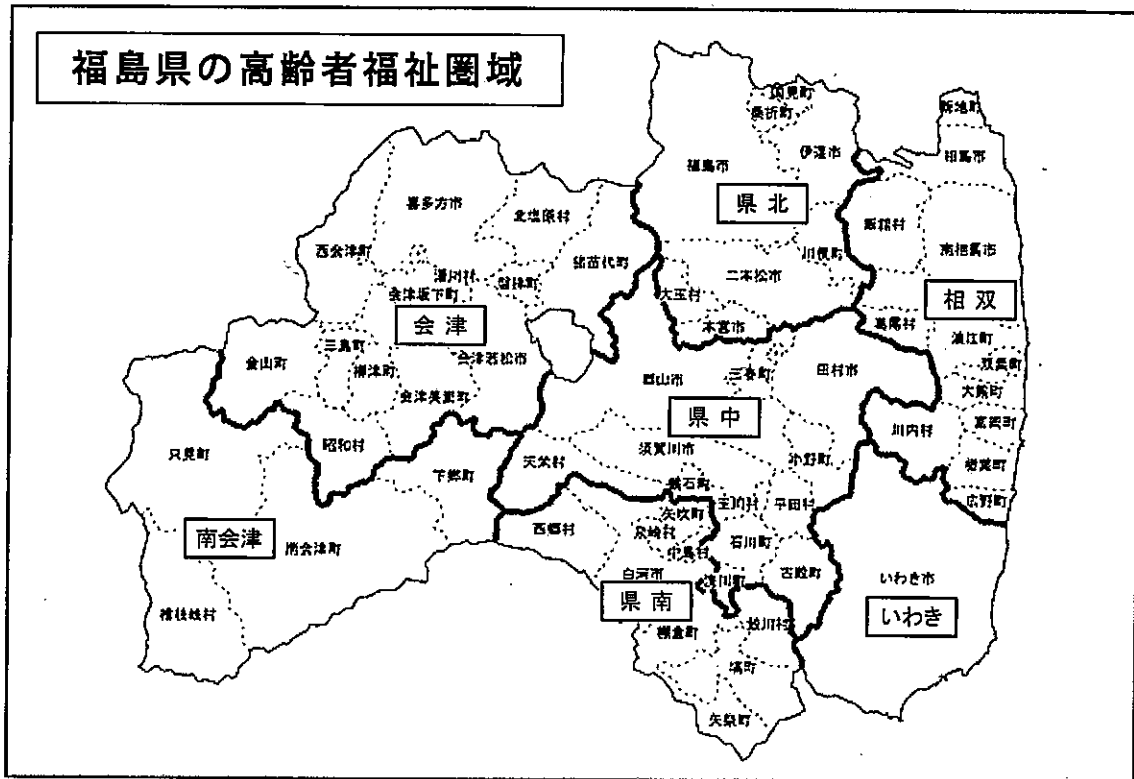 福島県の高齢者福祉圏域
国見町
桑折町
新地町
伊達市
相馬市
福島市
県北
飯舘村
喜多方市
北塩原村
南相馬市
西会津町
猪苗代町
川俣町
湯川村
磐梯町
二本松市
会津坂下町
大玉村
相双
会津
本宮市
葛尾村
浪江町
三島町
会津若松市
双葉町
金山町
柳津町
郡山市
三春町
田村市
大熊町
会津美里町
県中
富岡町
川内村
昭和村
須賀川市
只見町
小野町
天栄村
楢葉町
下郷町
鏡石町
広野町
玉川村
平田村
矢吹町
西郷村
泉崎村
南会津
石川町
南会津町
中島村
古殿町
白河市
浅川町
いわき市
檜枝岐村
県南
いわき
鮫川村
棚倉町
塙町
矢祭町